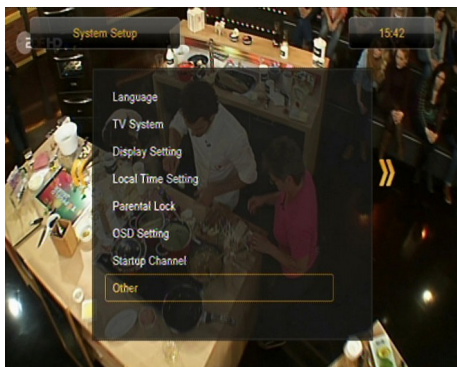 System Setup
15:42
Language
TV System
Display Setting
Local Time Setting
Parental Lock
OSD Setting
Startup Channel
Other